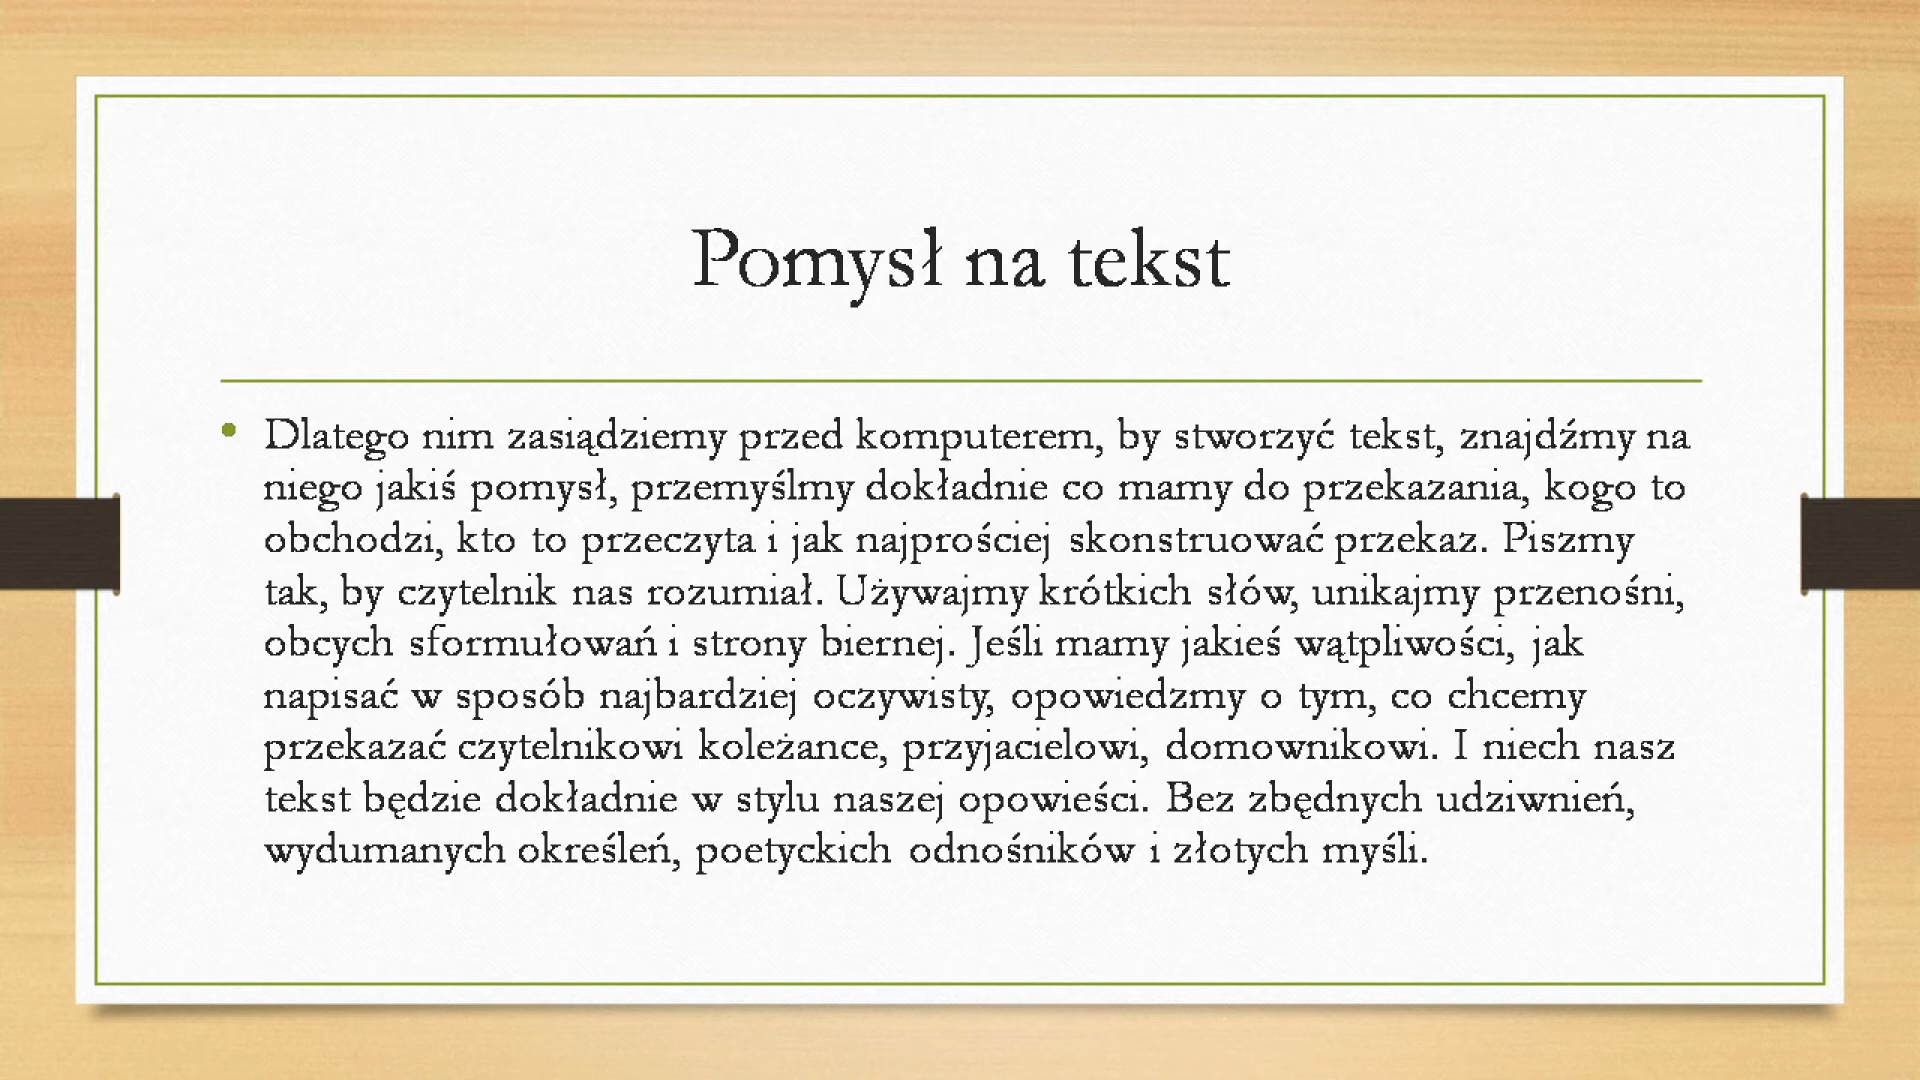 Pomysł na tekst
• Dlatego nim zasiądziemy przed komputerem, by stworzyć tekst, znajdźmy na
niego jakiś pomysł, przemyślmy dokładnie co mamy do przekazania, kogo to
obchodzi, kto to przeczyta i jak najprościej skonstruować przekaz. Piszmy
tak, by czytelnik nas rozumiał. Używajmy krótkich słów, unikajmy przenośni,
obcych sformułowań i strony biernej. Jeśli mamy jakieś wątpliwości, jak
napisać w sposób najbardziej oczywisty, opowiedzmy o tym, co chcemy
przekazać czytelnikowi koleżance, przyjacielowi, domownikowi. I niech nasz
tekst będzie dokładnie w stylu naszej opowieści. Bez zbędnych udziwnień,
wydumanych określeń, poetyckich odnośników i złotych myśli.